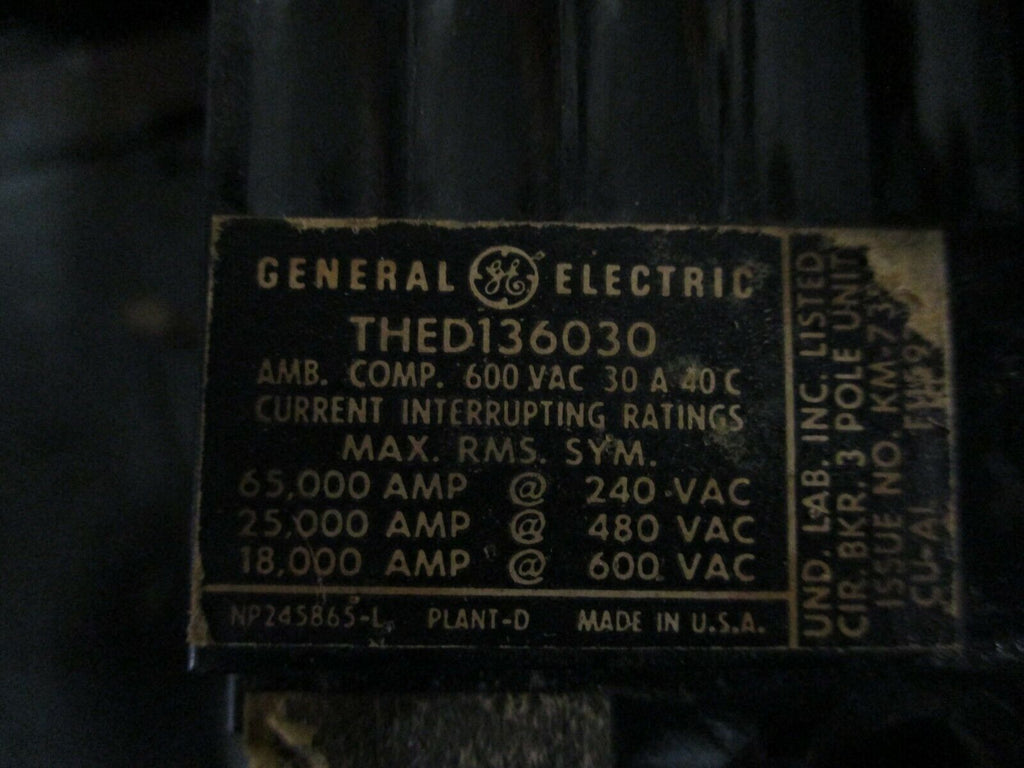 GENERAL GE ELECTRIC
THED136030
AMB. COMP. 600 VAC 30 A 40 C
CURRENT INTERRUPTING RATINGS
MAX. RMS. SYM.
65,000 AMP @ 240 VAC
25,000 AMP @ 480 VAC
18,000 AMP @ 600 VAC
NP245865-L PLANT-D MADE IN U.S.A.
UND. LAB. INC. LISTED
CIR. BKR. 3 POLE UNIT
ISSUE NO. KM-73
CU-AL